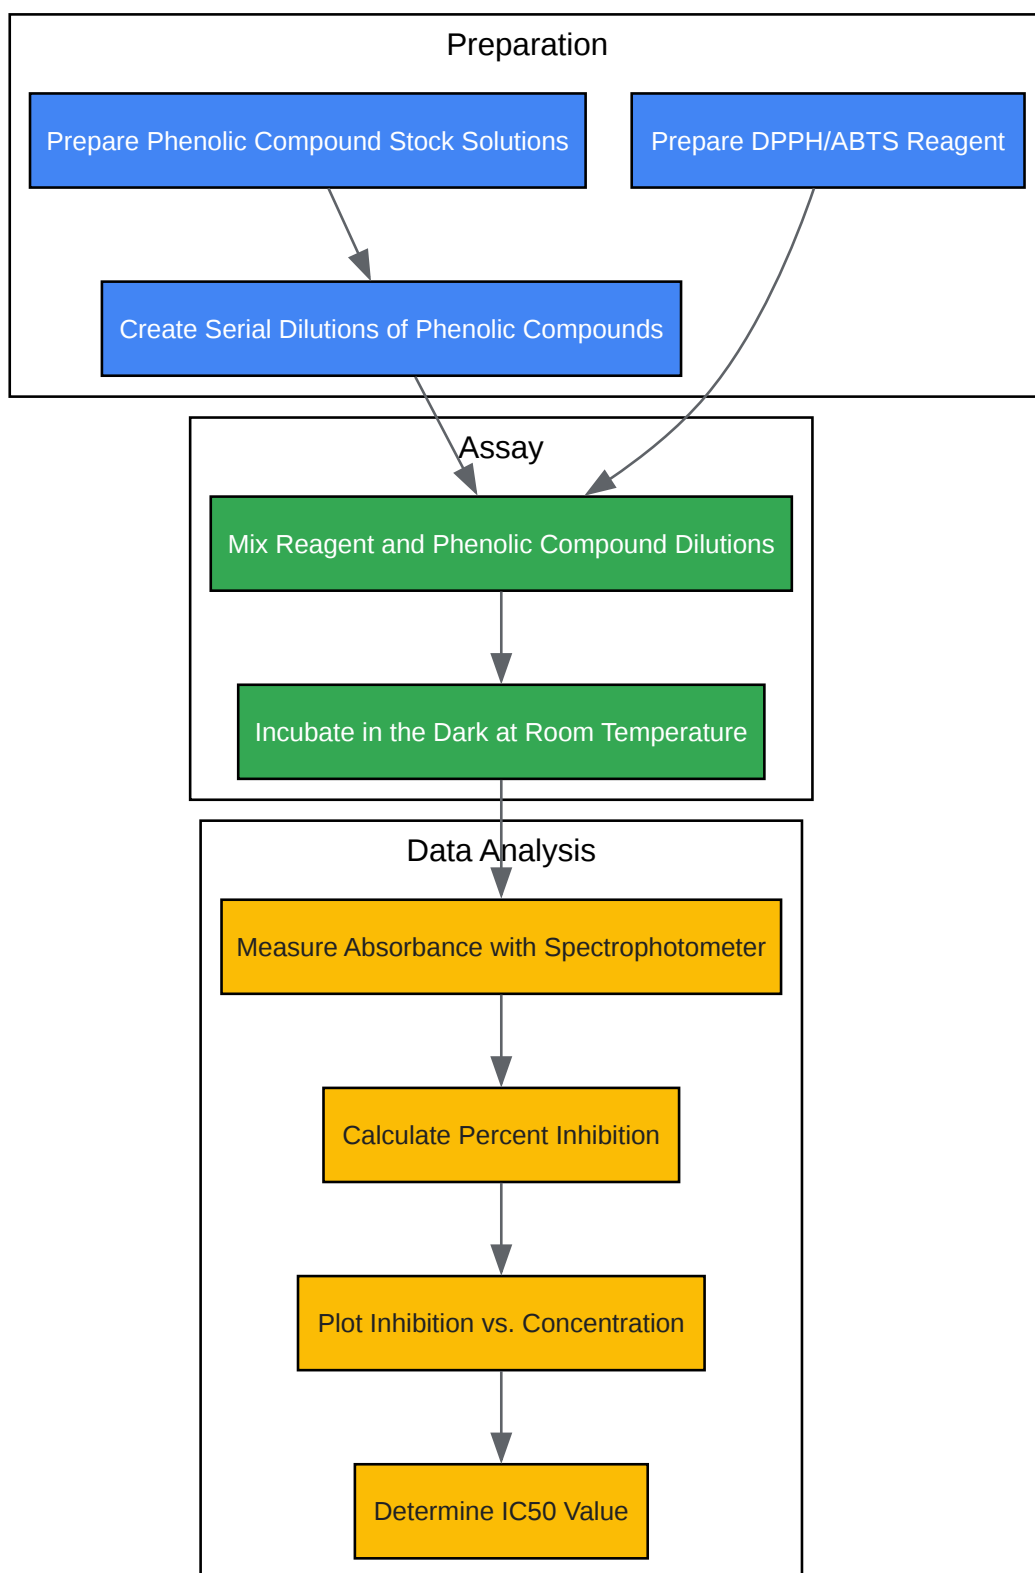 Preparation
Prepare Phenolic Compound Stock Solutions
Prepare DPPH/ABTS Reagent
Create Serial Dilutions of Phenolic Compounds
Assay
Mix Reagent and Phenolic Compound Dilutions
Incubate in the Dark at Room Temperature
Data Analysis
Measure Absorbance with Spectrophotometer
Calculate Percent Inhibition
Plot Inhibition vs. Concentration
Determine IC50 Value